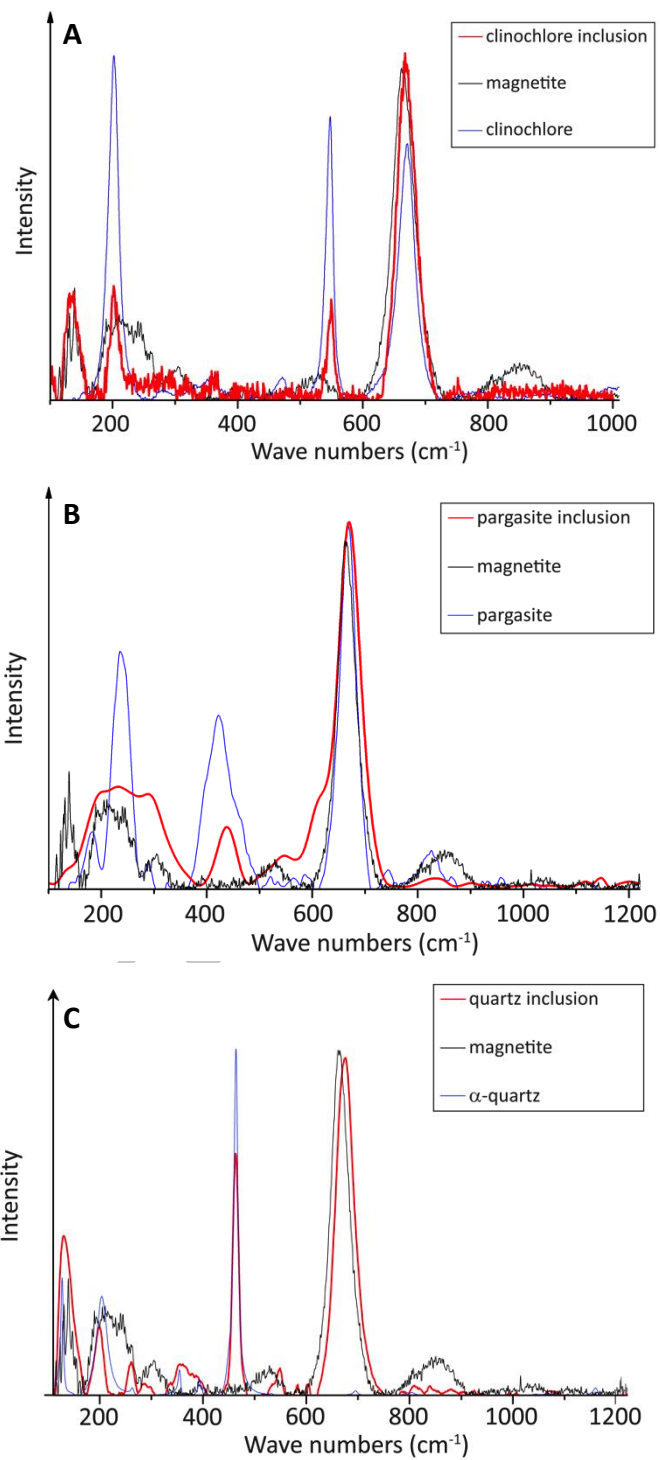 A
clinochlore inclusion
magnetite
clinochlore
Intensity
200 400 600 800 1000
Wave numbers (cm-1)
B
pargasite inclusion
magnetite
pargasite
Intensity
200 400 600 800 1000 1200
Wave numbers (cm-1)
C
quartz inclusion
magnetite
α-quartz
Intensity
200 400 600 800 1000 1200
Wave numbers (cm-1)